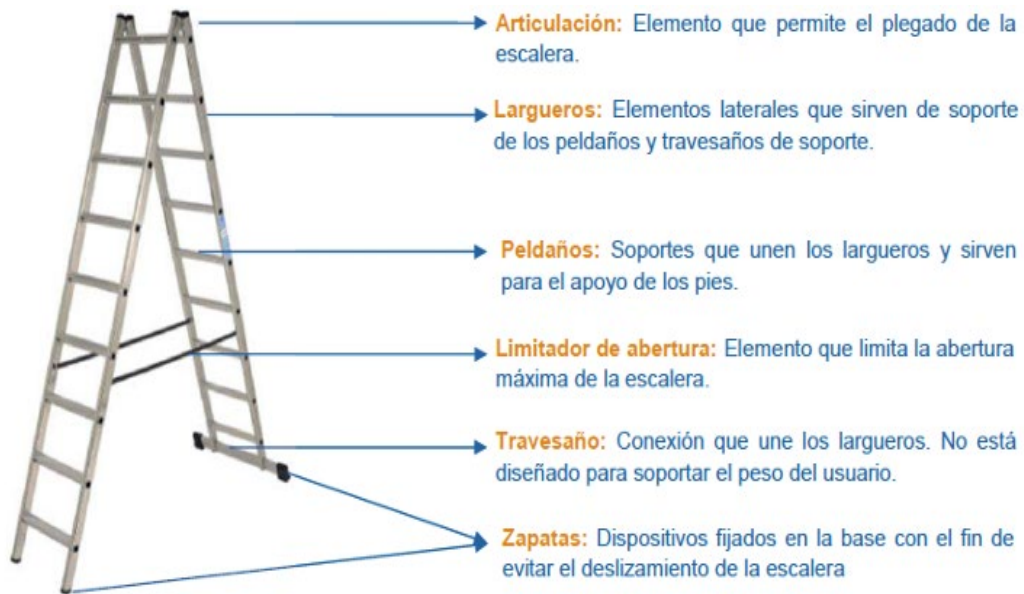 Articulación: Elemento que permite el plegado de la
escalera.
Largueros: Elementos laterales que sirven de soporte
de los peldaños y travesaños de soporte.
Peldaños: Soportes que unen los largueros y sirven
para el apoyo de los pies.
Limitador de abertura: Elemento que limita la abertura
máxima de la escalera.
Travesaño: Conexión que une los largueros. No está
diseñado para soportar el peso del usuario.
Zapatas: Dispositivos fijados en la base con el fin de
evitar el deslizamiento de la escalera